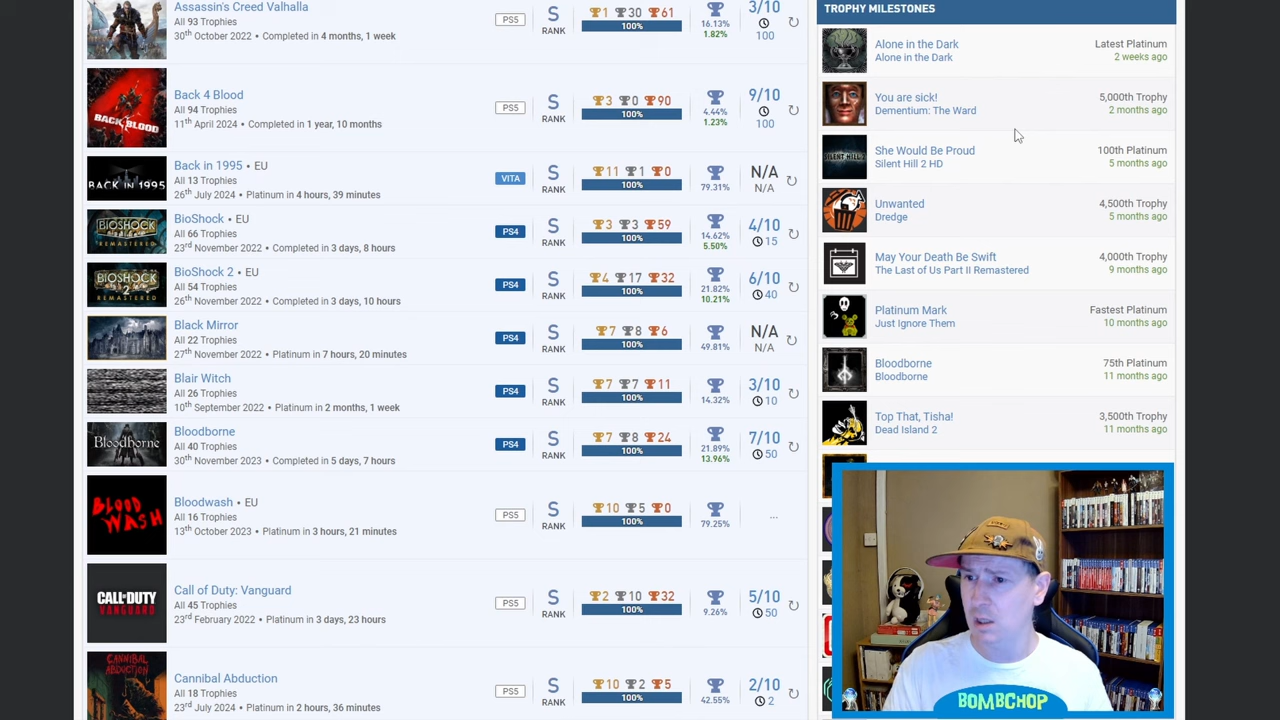 Assassin's Creed Valhalla
All 93 Trophies
30th October 2022 • Completed in 4 months, 1 week
PS5
S
RANK
1 30 61
100%
16.13%
1.82%
3/10
100
Back 4 Blood
All 94 Trophies
11th April 2024 • Completed in 1 year, 10 months
BACK BLOOD
PS5
S
RANK
3 0 90
100%
4.44%
1.23%
9/10
100
Back in 1995 • EU
All 13 Trophies
26th July 2024 • Platinum in 4 hours, 39 minutes
BACK IN 1995
VITA
S
RANK
11 1 0
100%
79.31%
N/A
N/A
BioShock • EU
All 66 Trophies
23rd November 2022 • Completed in 3 days, 8 hours
BIOSHOCK
REMASTERED
PS4
S
RANK
3 3 59
100%
14.62%
5.50%
4/10
15
BioShock 2 • EU
All 54 Trophies
26th November 2022 • Completed in 3 days, 10 hours
BIOSHOCK
2
REMASTERED
PS4
S
RANK
4 17 32
100%
21.82%
10.21%
6/10
40
Black Mirror
All 22 Trophies
27th November 2022 • Platinum in 7 hours, 20 minutes
PS4
S
RANK
7 8 6
100%
49.81%
N/A
N/A
Blair Witch
All 26 Trophies
10th September 2022 • Platinum in 2 months, 1 week
PS4
S
RANK
7 7 11
100%
14.32%
3/10
10
Bloodborne
All 40 Trophies
30th November 2023 • Completed in 5 days, 7 hours
Bloodborne
PS4
S
RANK
7 8 24
100%
21.89%
13.96%
7/10
50
Bloodwash • EU
All 16 Trophies
13th October 2023 • Platinum in 3 hours, 21 minutes
BLOOD
WASH
PS5
S
RANK
10 5 0
100%
79.25%
...
Call of Duty: Vanguard
All 45 Trophies
23rd February 2022 • Platinum in 3 days, 23 hours
CALL OF DUTY
VANGUARD
PS5
S
RANK
2 10 32
100%
9.26%
5/10
50
Cannibal Abduction
All 18 Trophies
23rd July 2024 • Platinum in 2 hours, 36 minutes
CANNIBAL
ABDUCTION
PS5
S
RANK
10 2 5
100%
42.55%
2/10
2
TROPHY MILESTONES
Alone in the Dark
Alone in the Dark
Latest Platinum
2 weeks ago
You are sick!
Dementium: The Ward
5,000th Trophy
2 months ago
SILENT HILL 2
She Would Be Proud
Silent Hill 2 HD
100th Platinum
5 months ago
Unwanted
Dredge
4,500th Trophy
5 months ago
May Your Death Be Swift
The Last of Us Part II Remastered
4,000th Trophy
9 months ago
Platinum Mark
Just Ignore Them
Fastest Platinum
10 months ago
Bloodborne
Bloodborne
75th Platinum
11 months ago
Top That, Tisha!
Dead Island 2
3,500th Trophy
11 months ago
BOMBCHOP